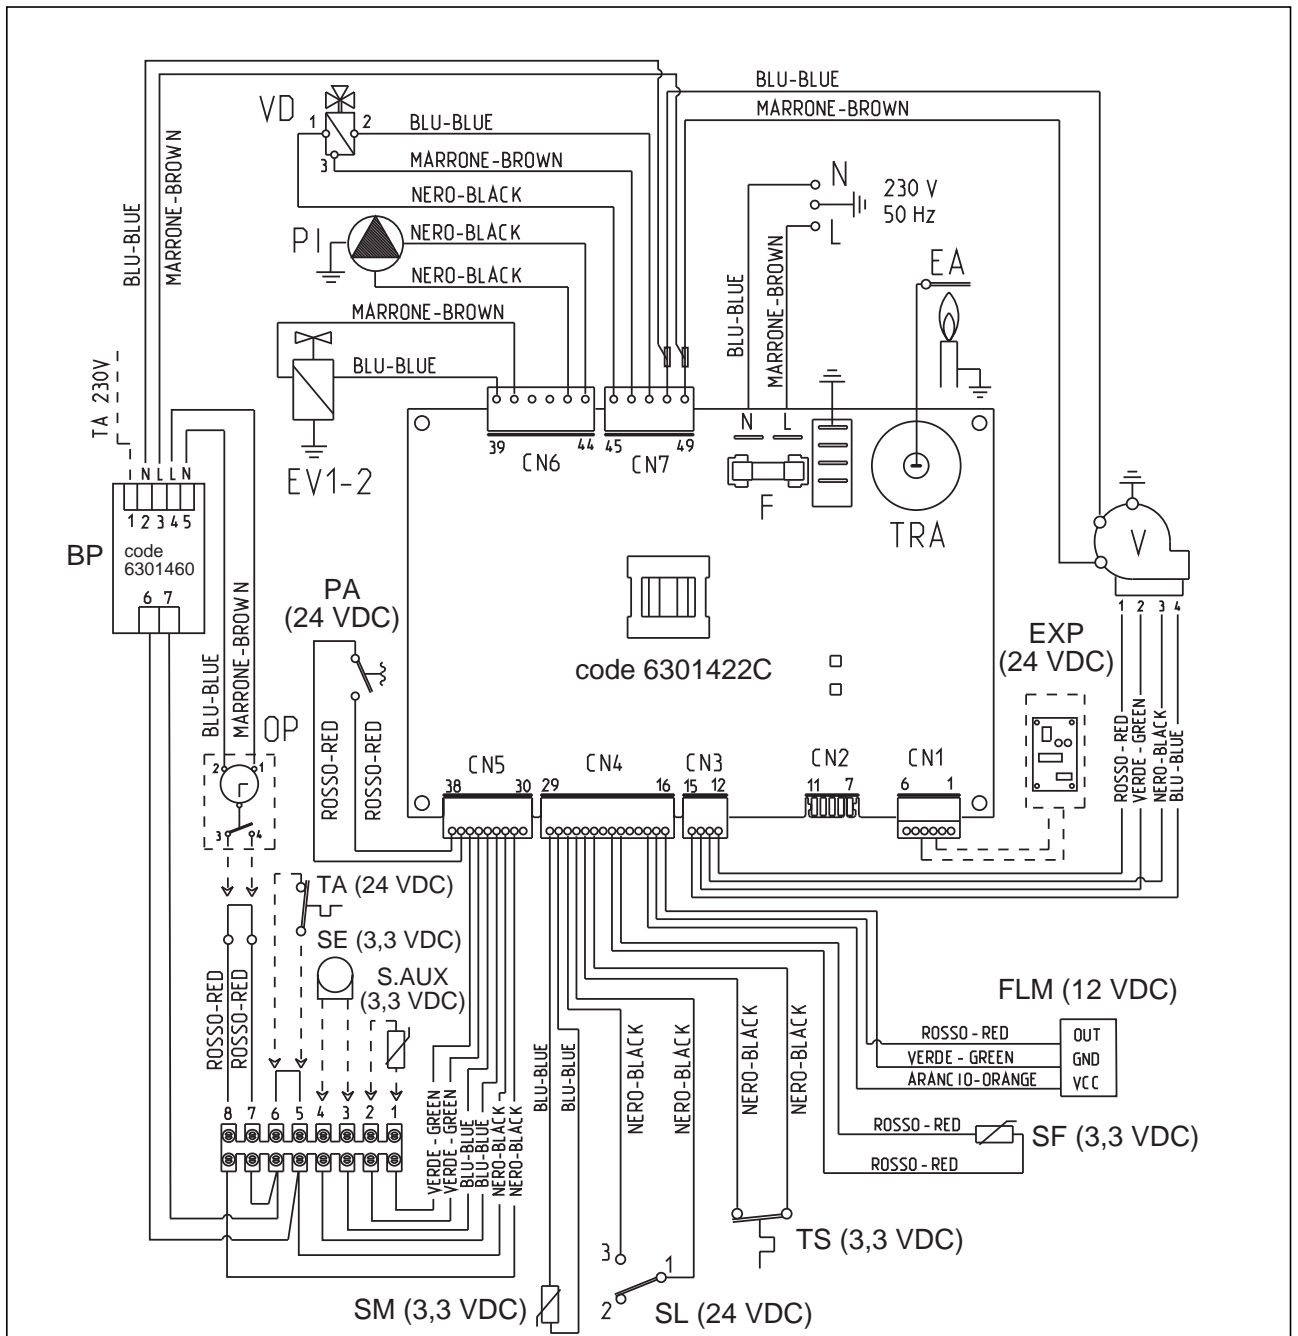 BLU-BLUE
MARRONE-BROWN
VD
1
2
3
BLU-BLUE
MARRONE-BROWN
NERO-BLACK
PI
NERO-BLACK
NERO-BLACK
MARRONE-BROWN
BLU-BLUE
EV1-2
BLU-BLUE
MARRONE-BROWN
N
L
230 V
50 Hz
BLU-BLUE
MARRONE-BROWN
EA
TA 230V
N L L N
1 2 3 4 5
BP
code
6301460
6 7
39
44
CN6
45
49
CN7
N
L
F
TRA
V
1 2 3 4
PA
(24 VDC)
ROSSO-RED
ROSSO-RED
code 6301422C
EXP
(24 VDC)
ROSSO-RED
VERDE-GREEN
NERO-BLACK
BLU-BLUE
BLU-BLUE
MARRONE-BROWN
OP
2
1
3
4
CN5
38
30
CN4
29
16
CN3
15
12
CN2
11
7
CN1
6
1
TA (24 VDC)
SE (3,3 VDC)
S.AUX
(3,3 VDC)
ROSSO-RED
ROSSO-RED
8 7 6 5 4 3 2 1
VERDE-GREEN
VERDE-GREEN
BLU-BLUE
BLU-BLUE
NERO-BLACK
NERO-BLACK
BLU-BLUE
BLU-BLUE
NERO-BLACK
NERO-BLACK
NERO-BLACK
NERO-BLACK
FLM (12 VDC)
ROSSO-RED
OUT
VERDE-GREEN
GND
ARANCIO-ORANGE
VCC
ROSSO-RED
SF (3,3 VDC)
ROSSO-RED
TS (3,3 VDC)
3
1
2
SM (3,3 VDC)
SL (24 VDC)